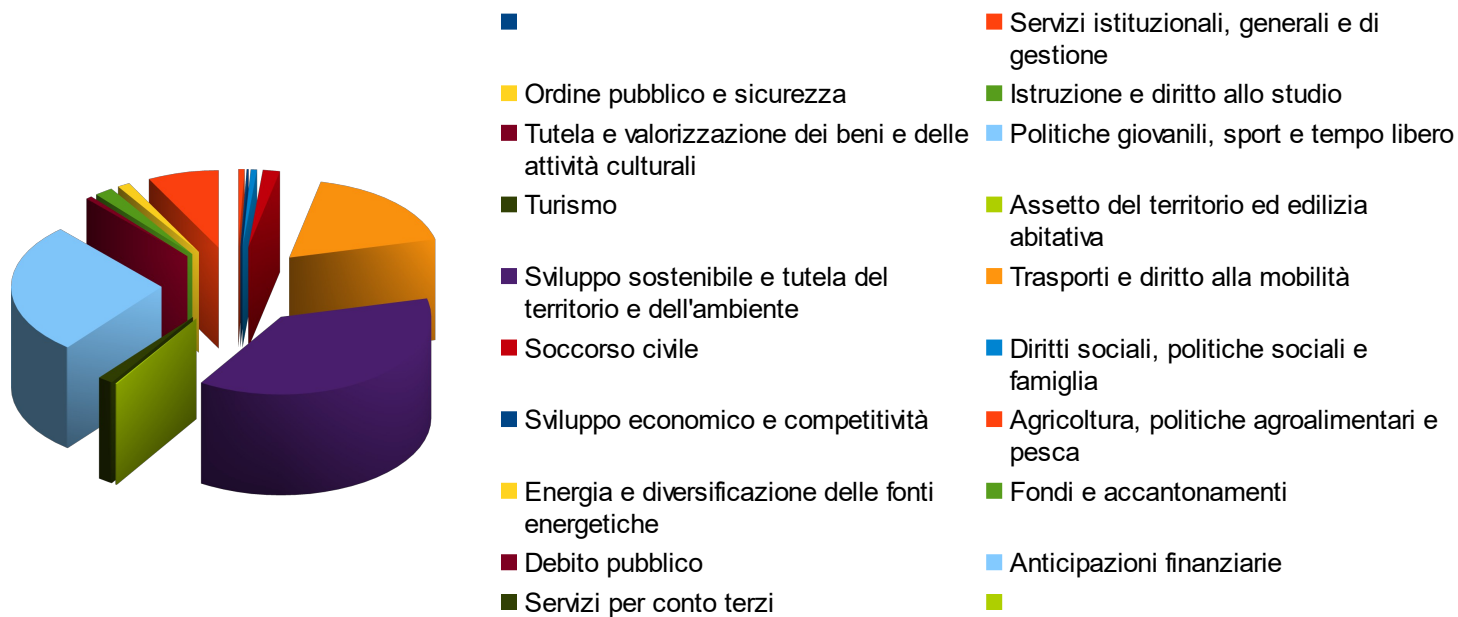 Servizi istituzionali, generali e di
gestione
Ordine pubblico e sicurezza
Istruzione e diritto allo studio
Tutela e valorizzazione dei beni e delle
attività culturali
Politiche giovanili, sport e tempo libero
Turismo
Assetto del territorio ed edilizia
abitativa
Sviluppo sostenibile e tutela del
territorio e dell'ambiente
Trasporti e diritto alla mobilità
Soccorso civile
Diritti sociali, politiche sociali e
famiglia
Sviluppo economico e competitività
Agricoltura, politiche agroalimentari e
pesca
Energia e diversificazione delle fonti
energetiche
Fondi e accantonamenti
Debito pubblico
Anticipazioni finanziarie
Servizi per conto terzi